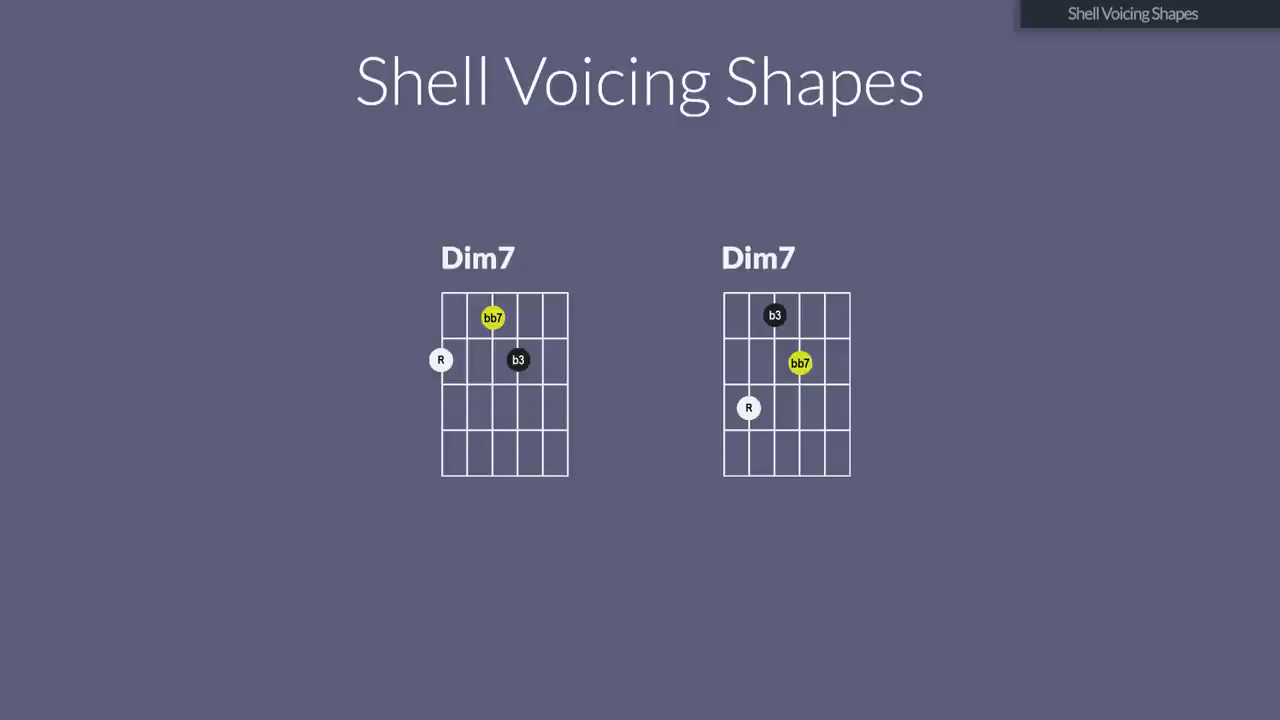 Shell Voicing Shapes
Shell Voicing Shapes
Dim7
bb7
R
b3
Dim7
b3
bb7
R